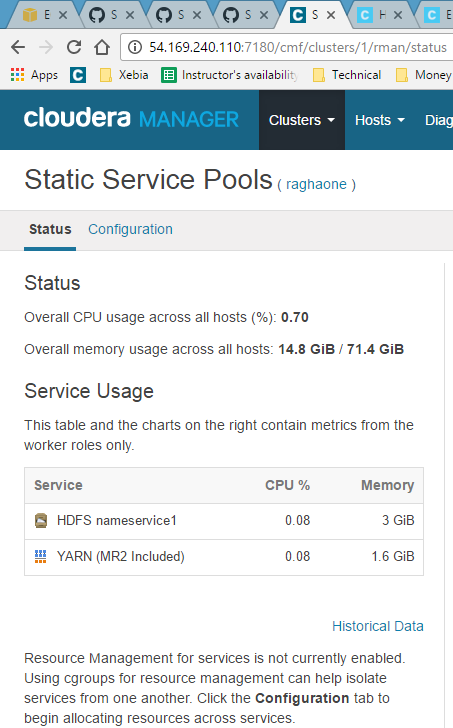 E
S
S
S
S
H
E
54.169.240.110:7180/cmf/clusters/1/rman/status
Apps C Xebia Instructor's availability Technical Money
cloudera MANAGER Clusters Hosts Diag
Static Service Pools ( raghaone )
Status Configuration
Status
Overall CPU usage across all hosts (%): 0.70
Overall memory usage across all hosts: 14.8 GiB / 71.4 GiB
Service Usage
This table and the charts on the right contain metrics from the
worker roles only.
Service CPU % Memory
HDFS nameservice1 0.08 3 GiB
YARN (MR2 Included) 0.08 1.6 GiB
Historical Data
Resource Management for services is not currently enabled.
Using cgroups for resource management can help isolate
services from one another. Click the Configuration tab to
begin allocating resources across services.